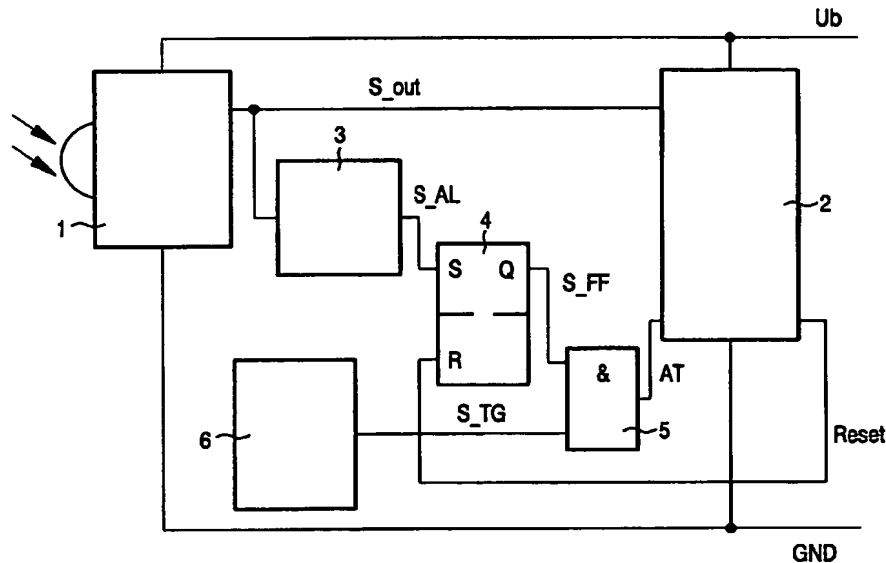 Ub
S_out
3
S_AL
1
2
4
S
Q
S_FF
R
&
AT
S_TG
6
5
Reset
GND